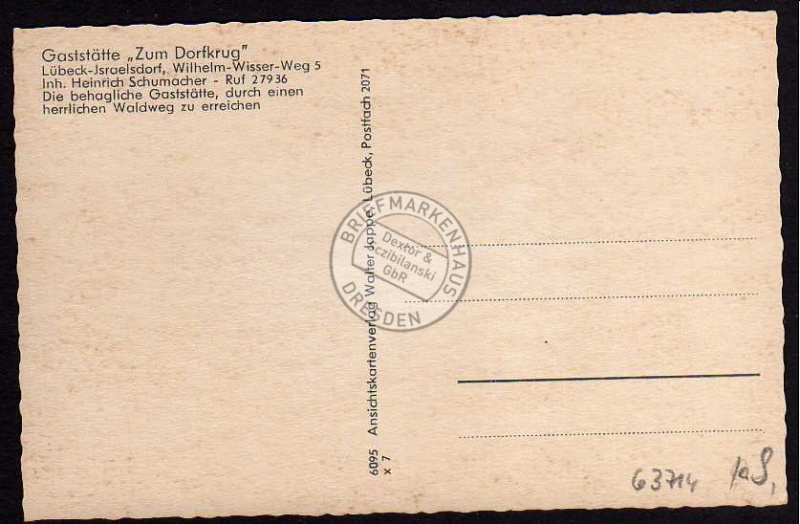 Gaststätte „Zum Dorfkrug"
Lübeck-Jsraelsdorf, Wilhelm-Wisser-Weg 5
Inh. Heinrich Schumacher - Ruf 27936
Die behagliche Gaststätte, durch einen
herrlichen Waldweg zu erreichen
6095 Ansichtskartenverlag Walter Jappe, Lübeck, Postfach 2071
x 7
BRIEFMARKENHAUS
Dextor &
czibilanski
GbR
DRESDEN
63714